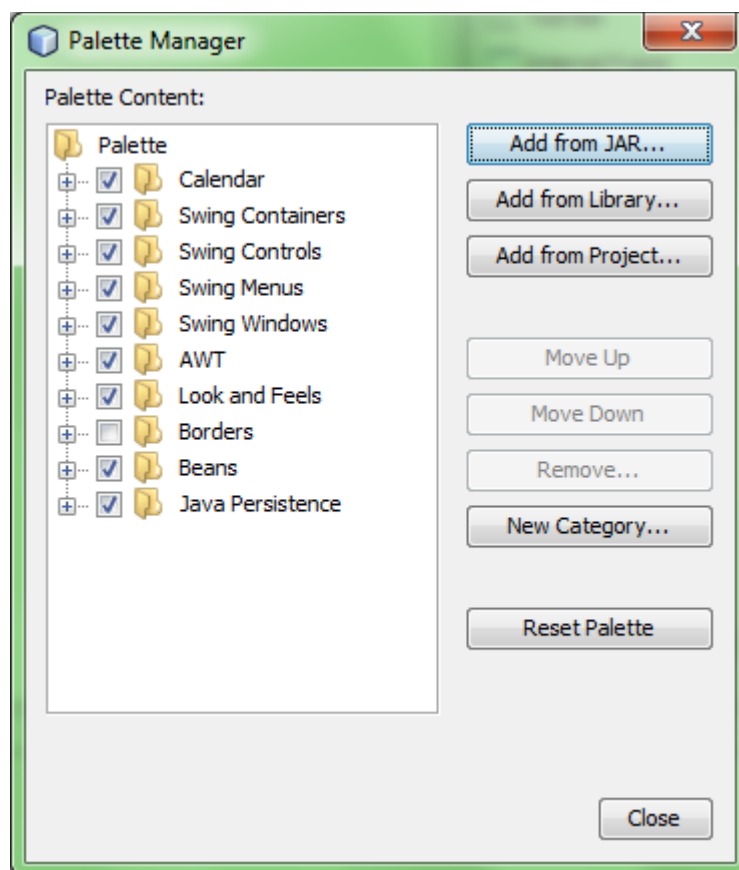 Palette Manager
Palette Content:
Palette
Calendar
Swing Containers
Swing Controls
Swing Menus
Swing Windows
AWT
Look and Feels
Borders
Beans
Java Persistence
Add from JAR...
Add from Library...
Add from Project...
Move Up
Move Down
Remove...
New Category...
Reset Palette
Close